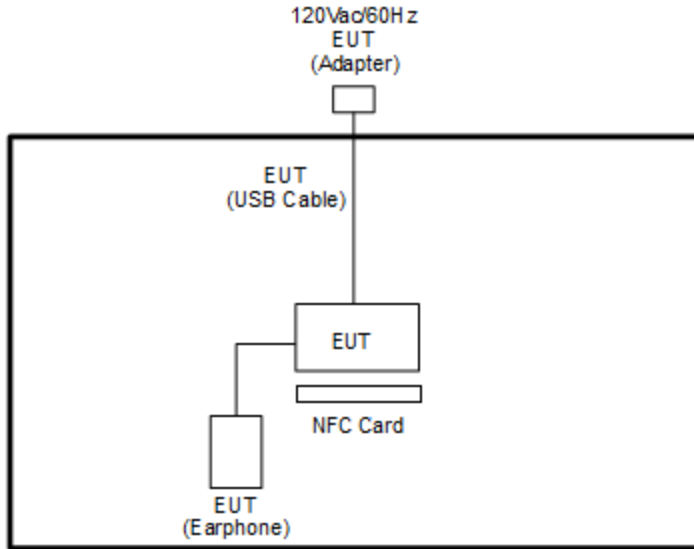 120Vac/60Hz
EUT
(Adapter)
EUT
(USB Cable)
EUT
NFC Card
EUT
(Earphone)